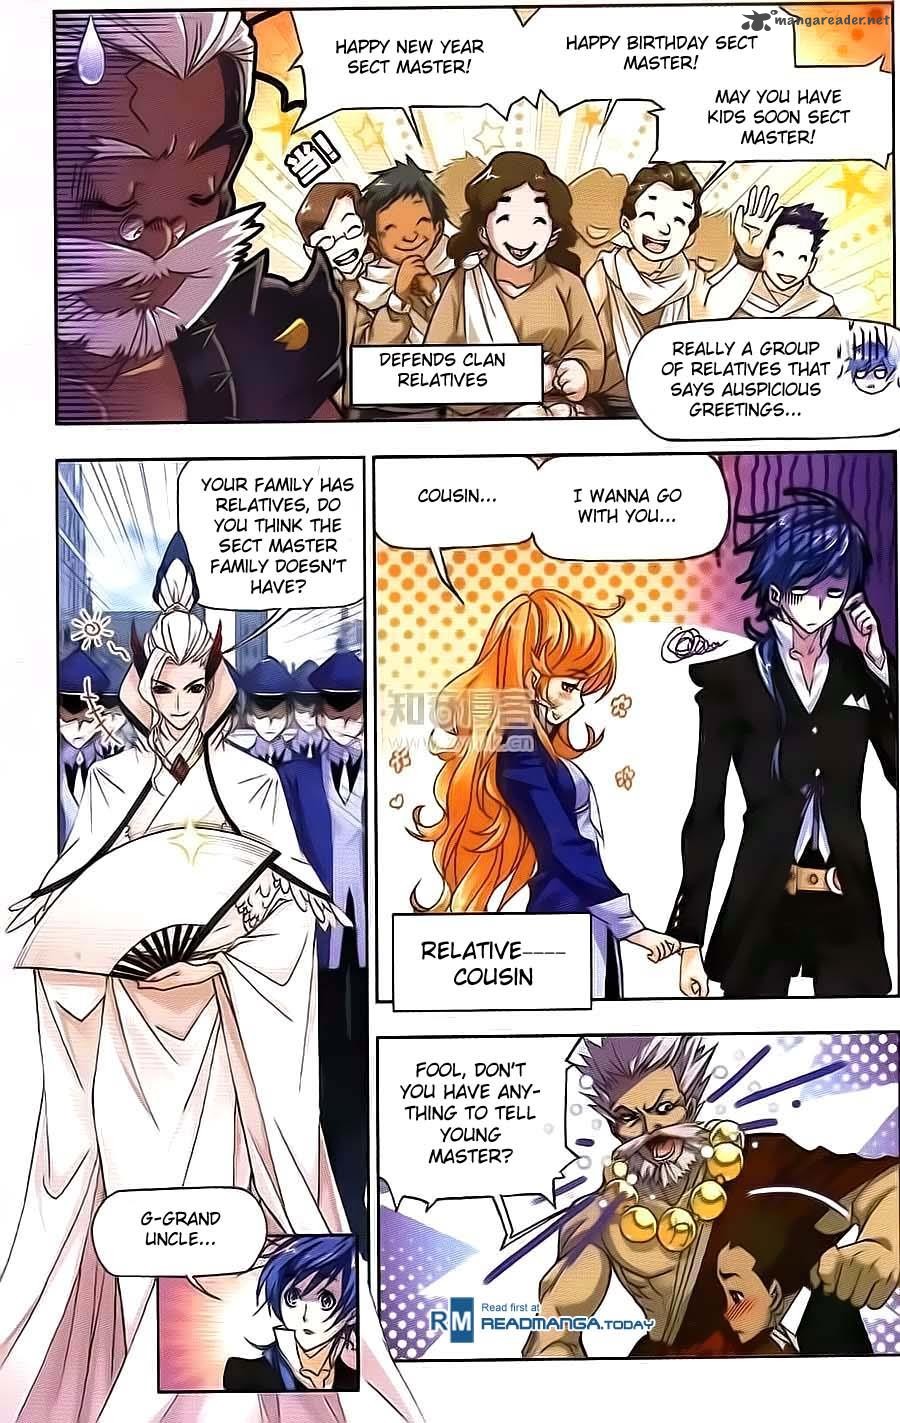 mangareader.net
HAPPY NEW YEAR
SECT MASTER!
HAPPY BIRTHDAY SECT
MASTER!
MAY YOU HAVE
KIDS SOON SECT
MASTER!
当!
DEFENDS CLAN
RELATIVES
REALLY A GROUP
OF RELATIVES THAT
SAYS AUSPICIOUS
GREETINGS...
YOUR FAMILY HAS
RELATIVES, DO
YOU THINK THE
SECT MASTER
FAMILY DOESN'T
HAVE?
COUSIN...
I WANNA GO
WITH YOU...
RELATIVE----
COUSIN
G-GRAND
UNCLE...
FOOL, DON'T
YOU HAVE ANY-
THING TO TELL
YOUNG
MASTER?
RM
Read first at
READMANGA.TODAY